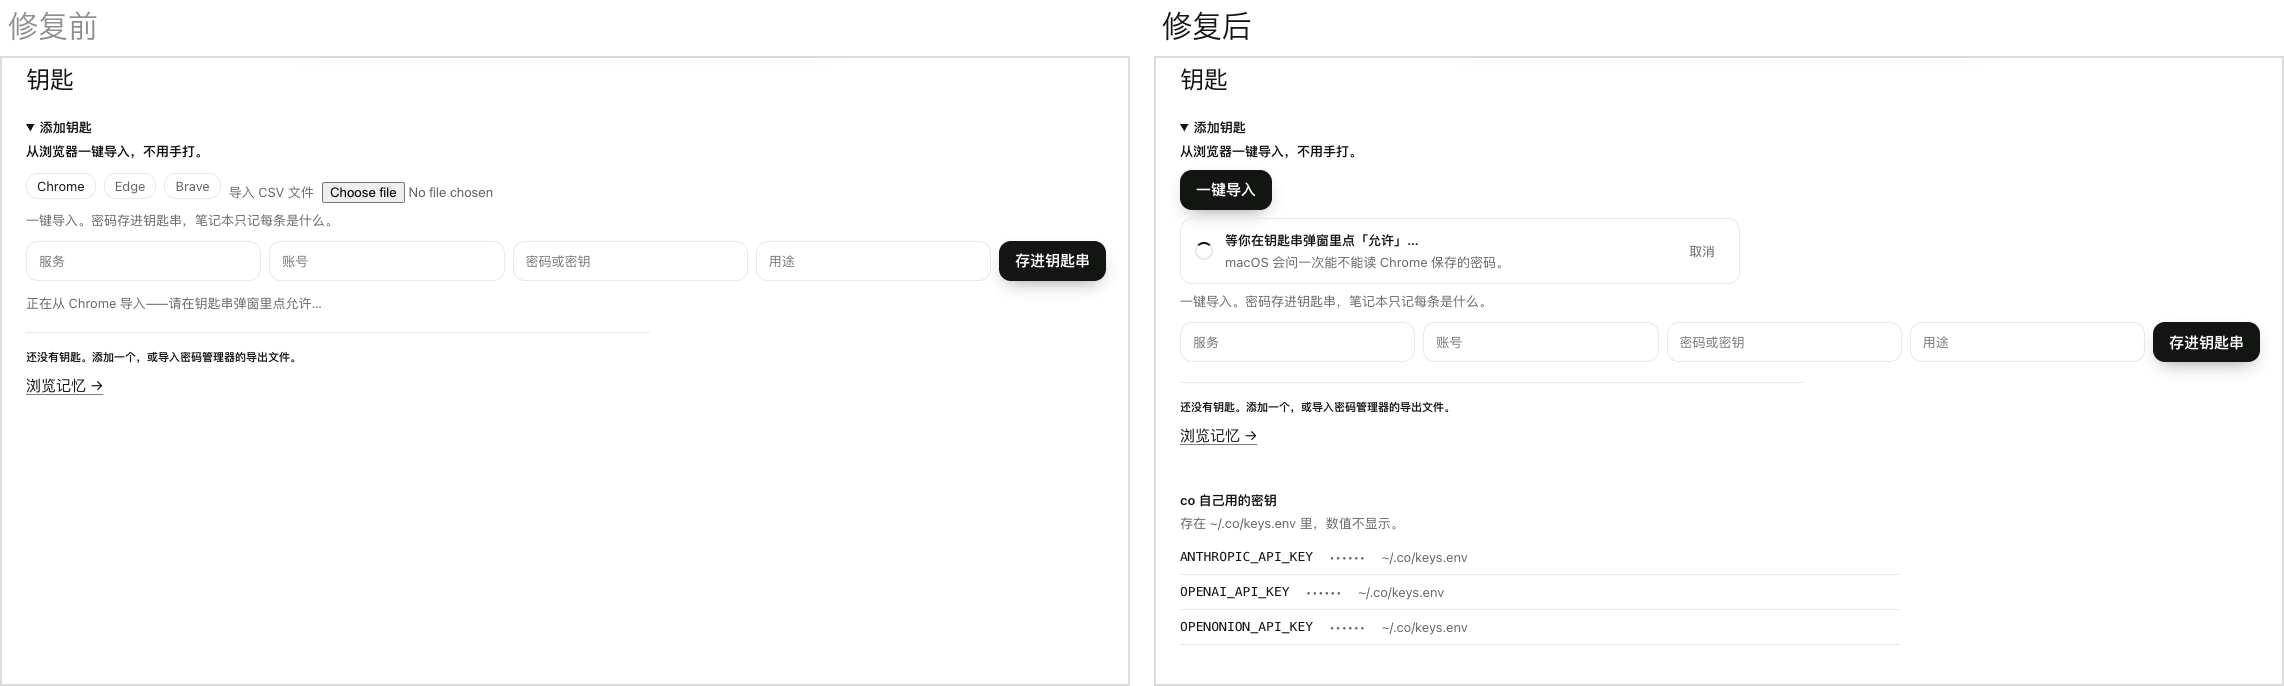 修复前
钥匙
▼ 添加钥匙
从浏览器一键导入，不用手打。
Chrome Edge Brave 导入 CSV 文件 Choose file No file chosen
一键导入。密码存进钥匙串，笔记本只记每条是什么。
服务 账号 密码或密钥 用途 存进钥匙串
正在从 Chrome 导入——请在钥匙串弹窗里点允许…
还没有钥匙。添加一个，或导入密码管理器的导出文件。
浏览记忆 →
修复后
钥匙
▼ 添加钥匙
从浏览器一键导入，不用手打。
一键导入
等你在钥匙串弹窗里点「允许」…
macOS 会问一次能不能读 Chrome 保存的密码。
取消
一键导入。密码存进钥匙串，笔记本只记每条是什么。
服务 账号 密码或密钥 用途 存进钥匙串
还没有钥匙。添加一个，或导入密码管理器的导出文件。
浏览记忆 →
co 自己用的密钥
存在 ~/.co/keys.env 里，数值不显示。
ANTHROPIC_API_KEY •••••• ~/.co/keys.env
OPENAI_API_KEY •••••• ~/.co/keys.env
OPENONION_API_KEY •••••• ~/.co/keys.env